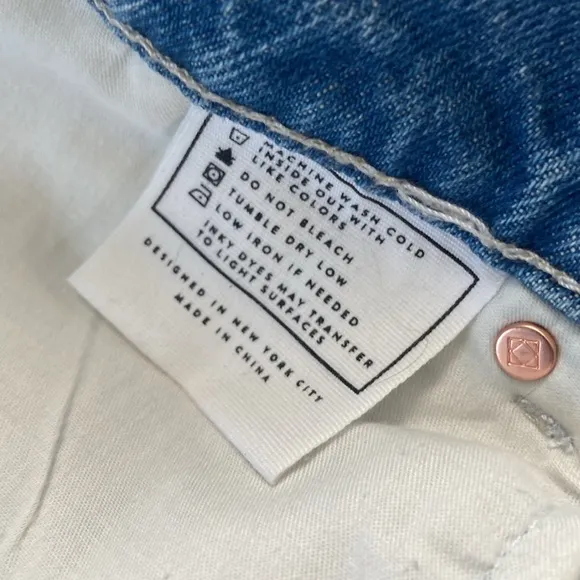 MACHINE WASH COLD
INSIDE OUT WITH
LIKE COLORS
DO NOT BLEACH
TUMBLE DRY LOW
LOW IRON IF NEEDED
INKY DYES MAY TRANSFER
TO LIGHT SURFACES
DESIGNED IN NEW YORK CITY
MADE IN CHINA